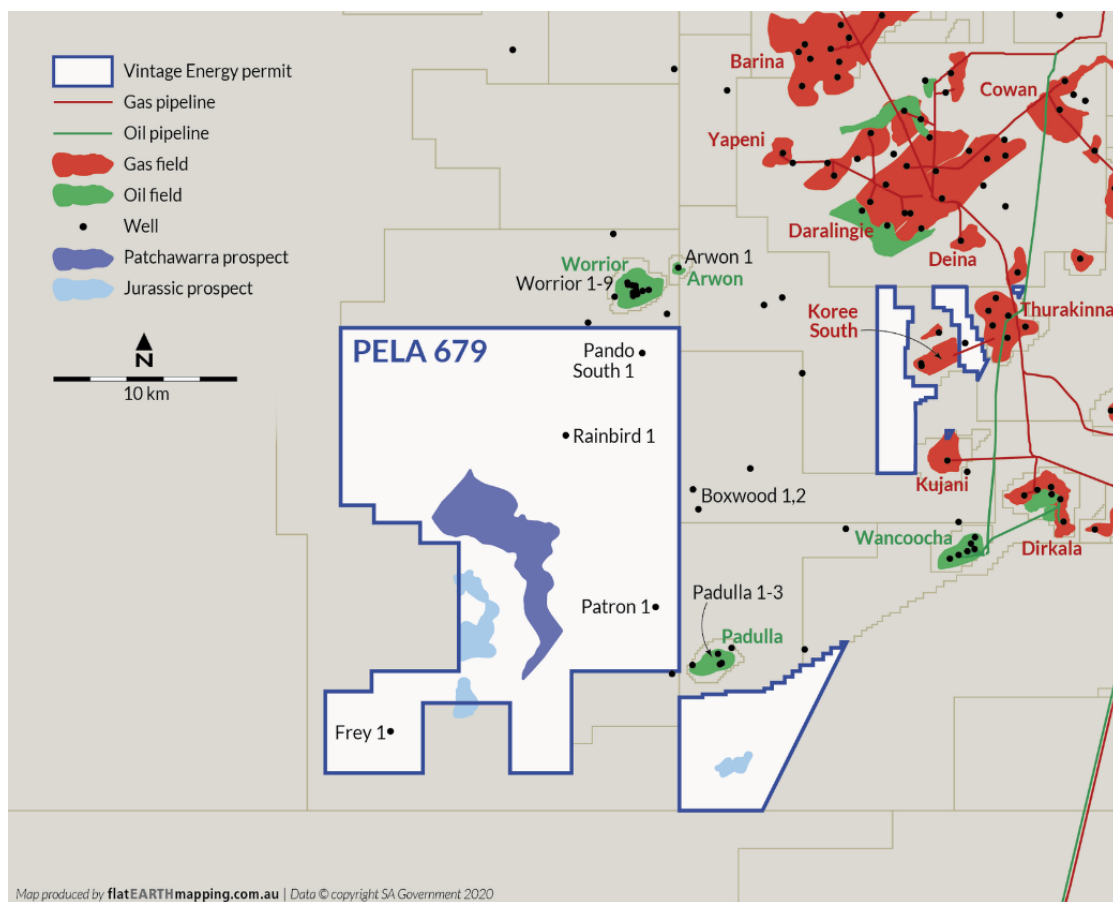 Vintage Energy permit
Gas pipeline
Oil pipeline
Gas field
Oil field
Well
Patchawarra prospect
Jurassic prospect
N
10 km
Barina
Cowan
Yapeni
Daralingie
Deina
Worrior
Worrior 1-9
Arwon 1
Arwon
Koree
South
Thurakinna
PELA 679
Pando
South 1
Rainbird 1
Boxwood 1,2
Kujani
Wancoocha
Dirkala
Patron 1
Padulla 1-3
Padulla
Frey 1
Map produced by flatEARTHmapping.com.au | Data © copyright SA Government 2020